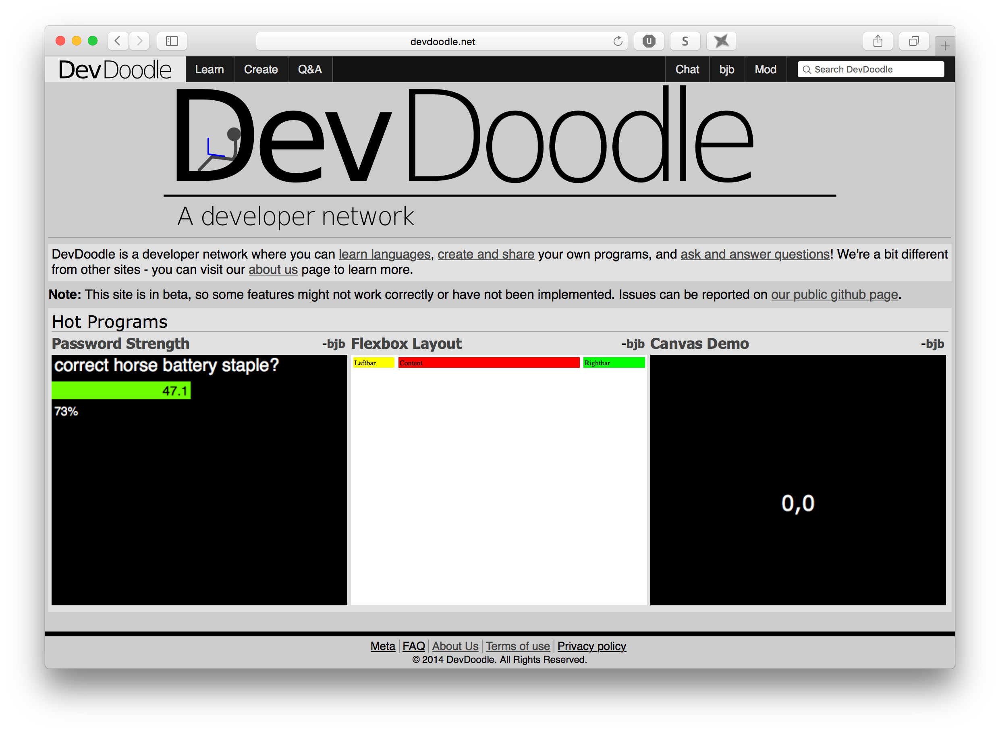 devdoodle.net
U
S
DevDoodle
Learn
Create
Q&A
Chat
bjb
Mod
Search DevDoodle
DevDoodle
A developer network
DevDoodle is a developer network where you can learn languages, create and share your own programs, and ask and answer questions! We're a bit different
from other sites - you can visit our about us page to learn more.
Note: This site is in beta, so some features might not work correctly or have not been implemented. Issues can be reported on our public github page.
Hot Programs
Password Strength -bjb
correct horse battery staple?
47.1
73%
Flexbox Layout -bjb
Leftbar
Content
Rightbar
Canvas Demo -bjb
0,0
Meta FAQ About Us Terms of use Privacy policy
© 2014 DevDoodle. All Rights Reserved.